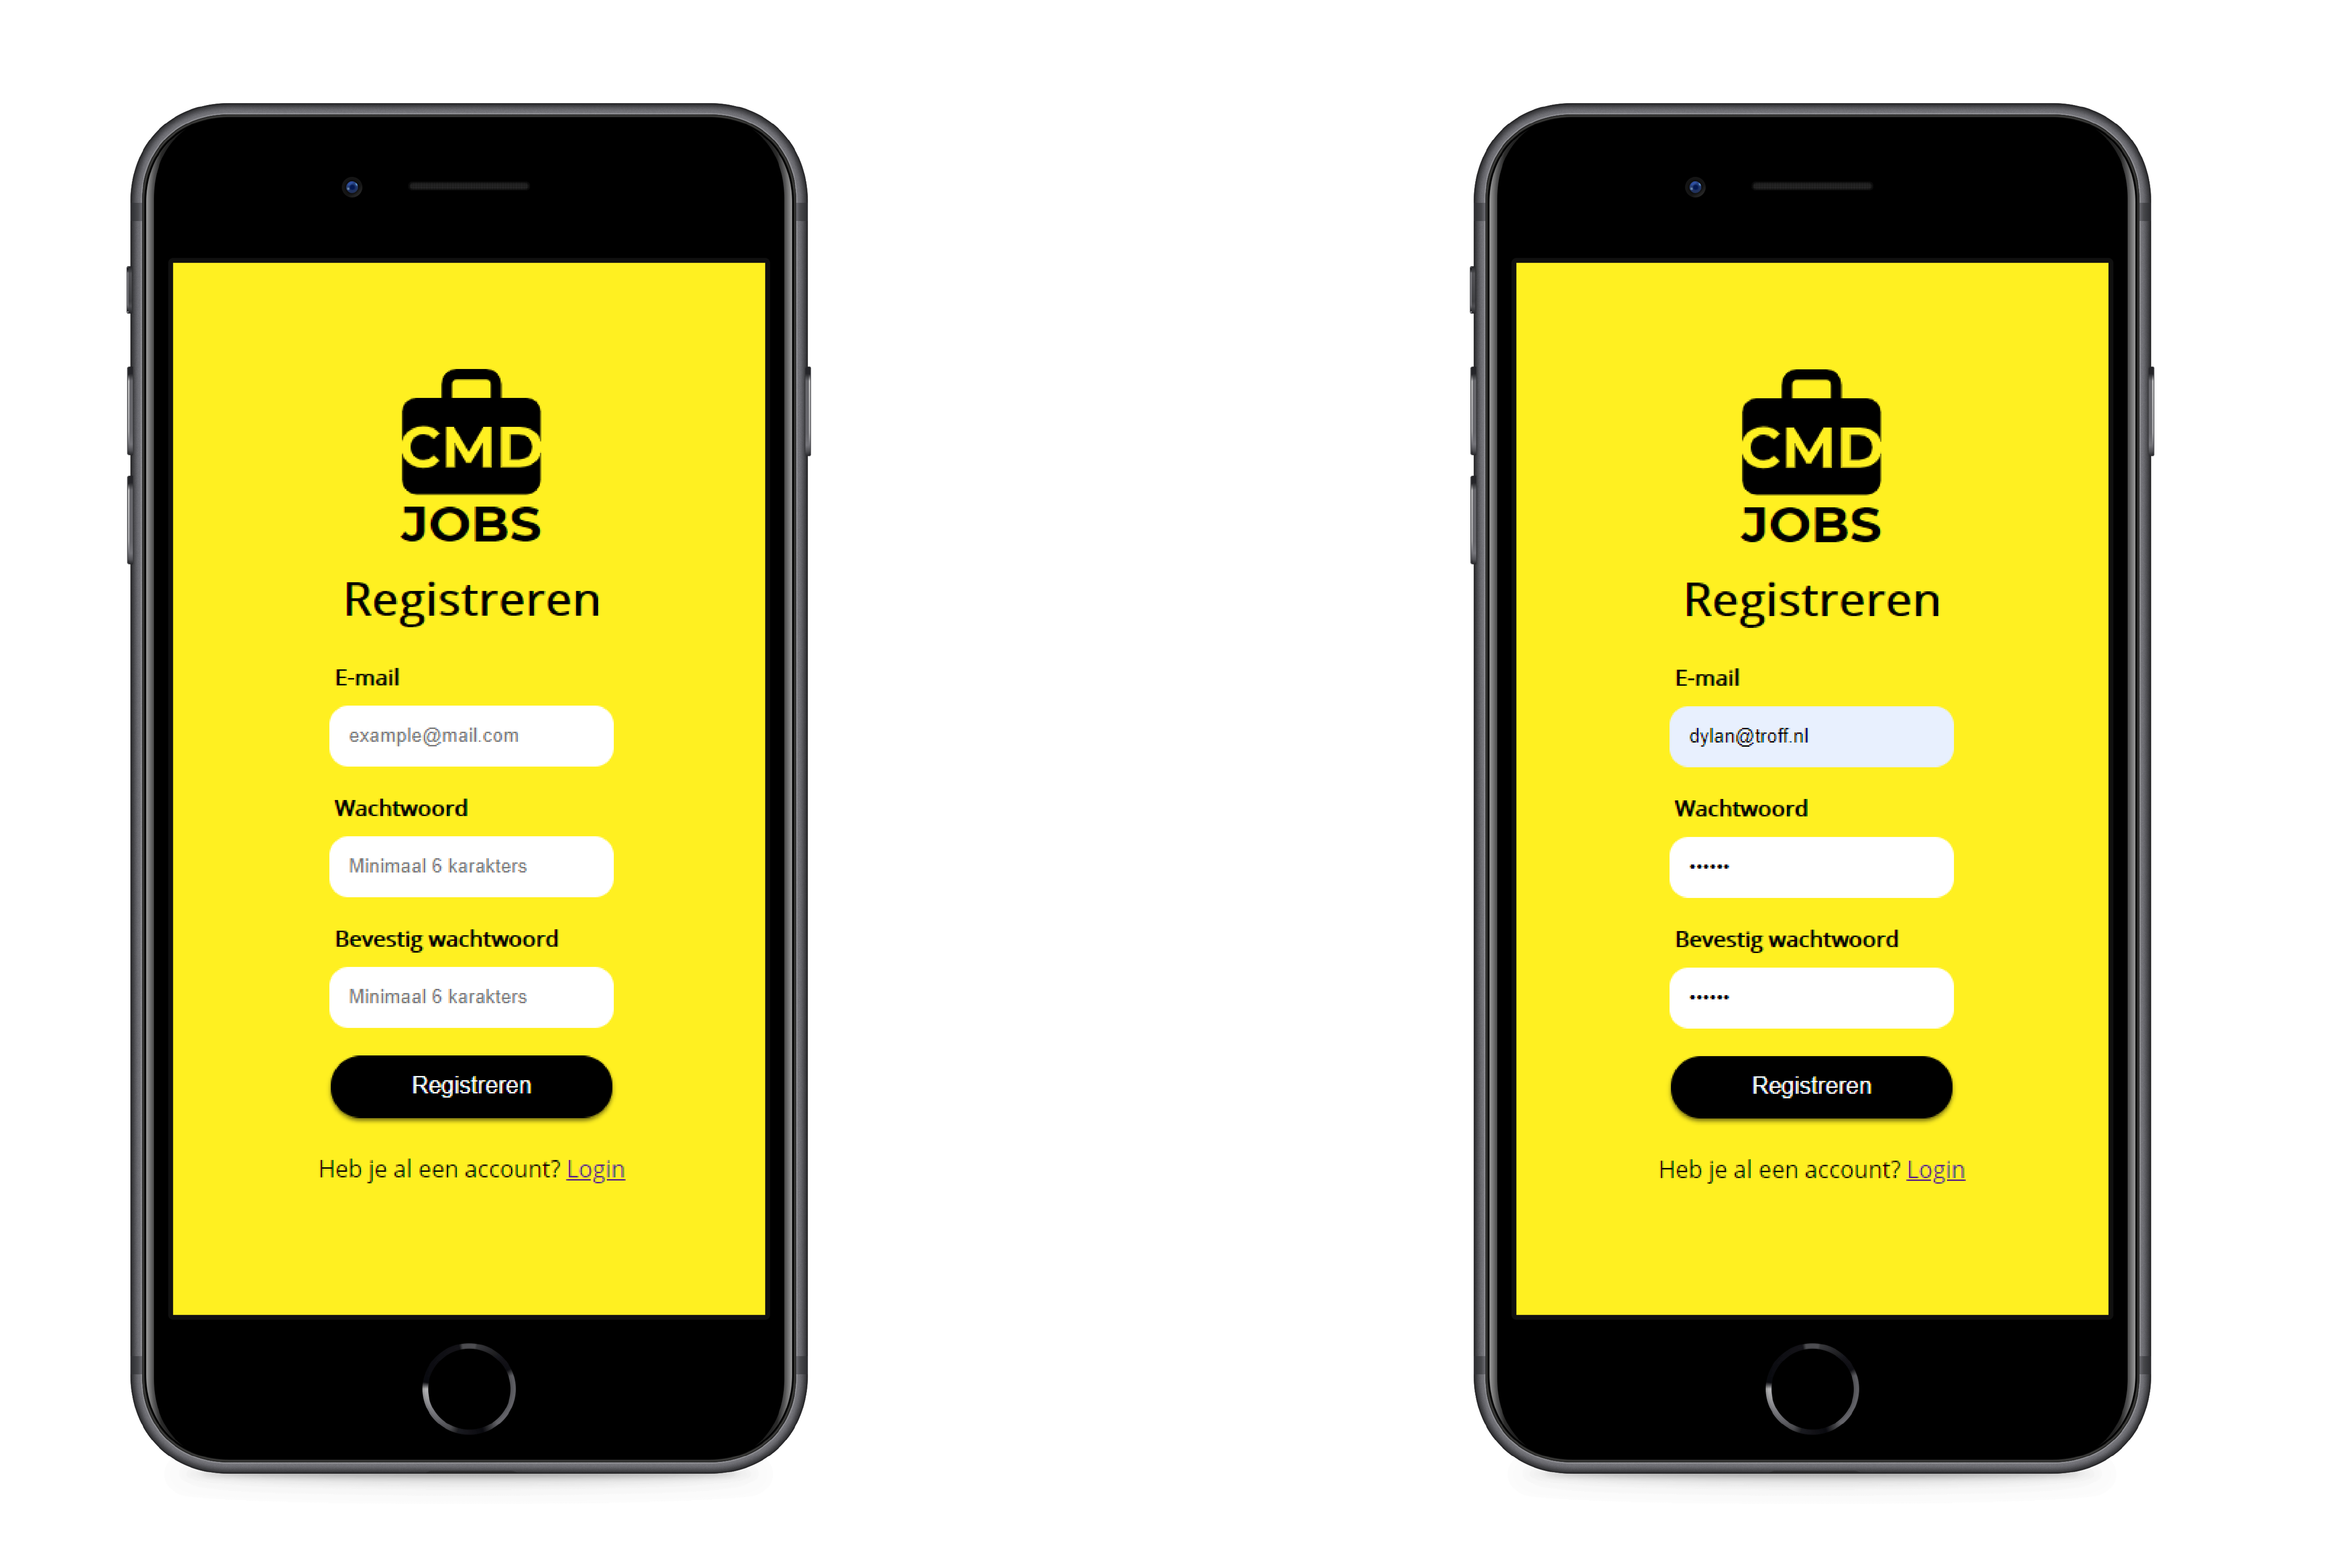 CMD
JOBS
Registreren
E-mail
example@mail.com
Wachtwoord
Minimaal 6 karakters
Bevestig wachtwoord
Minimaal 6 karakters
Registreren
Heb je al een account? Login
CMD
JOBS
Registreren
E-mail
dylan@troff.nl
Wachtwoord
••••••
Bevestig wachtwoord
••••••
Registreren
Heb je al een account? Login